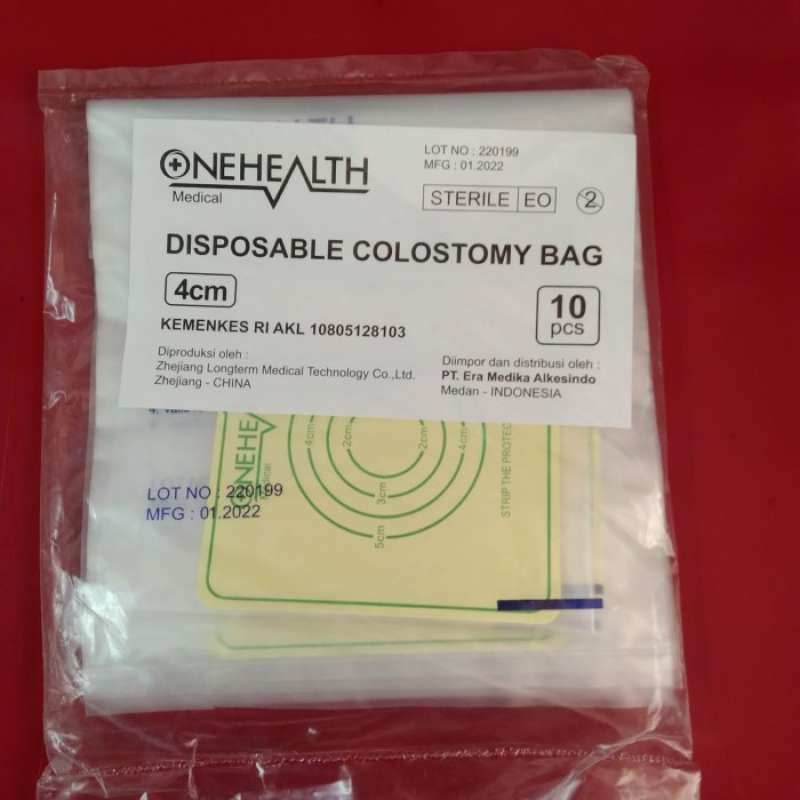 ONEHEALTH
Medical
LOT NO : 220199
MFG : 01.2022
STERILE EO
2
DISPOSABLE COLOSTOMY BAG
4cm
10
pcs
KEMENKES RI AKL 10805128103
Diproduksi oleh :
Zhejiang Longterm Medical Technology Co.,Ltd.
Zhejiang - CHINA
Diimpor dan distribusi oleh :
PT. Era Medika Alkesindo
Medan - INDONESIA
4cm
2cm
2cm
4cm
3cm
5cm
STRIP THE
LOT NO : 220199
MFG : 01.2022